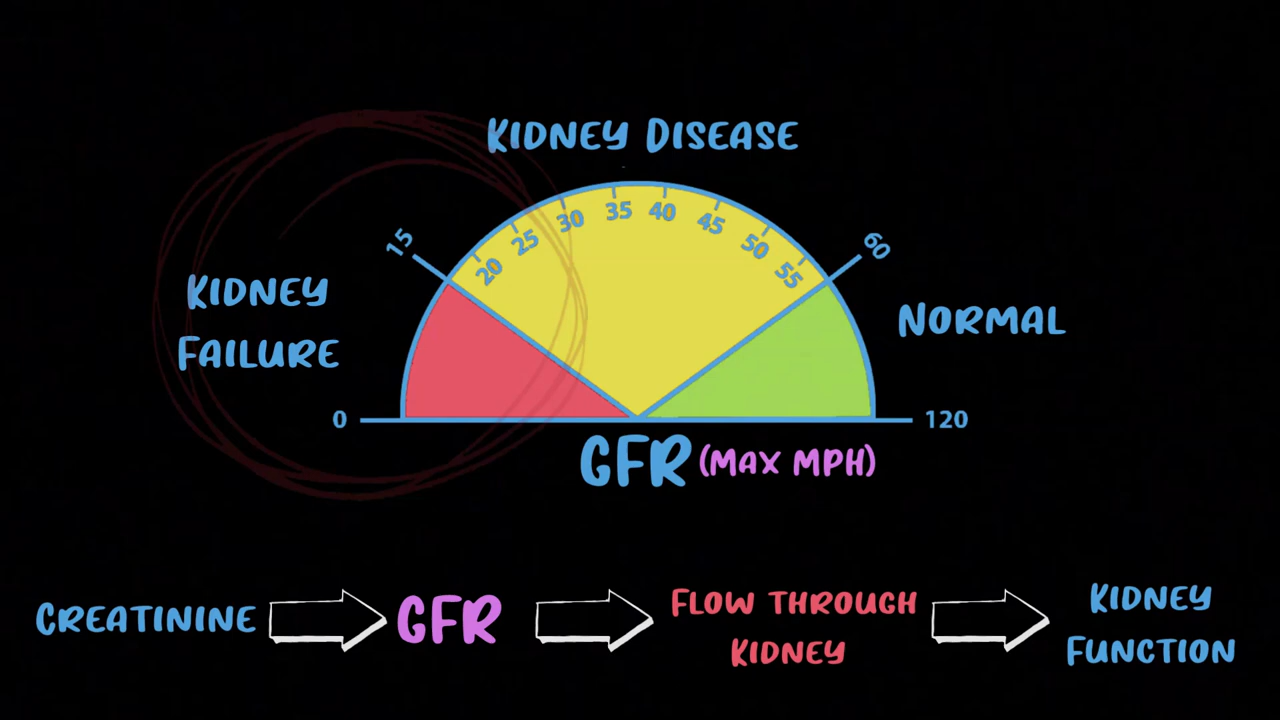 KIDNEY DISEASE
15
20
25
30
35
40
45
50
55
60
KIDNEY
FAILURE
NORMAL
0
120
GFR (MAX MPH)
CREATININE
GFR
FLOW THROUGH
KIDNEY
KIDNEY
FUNCTION